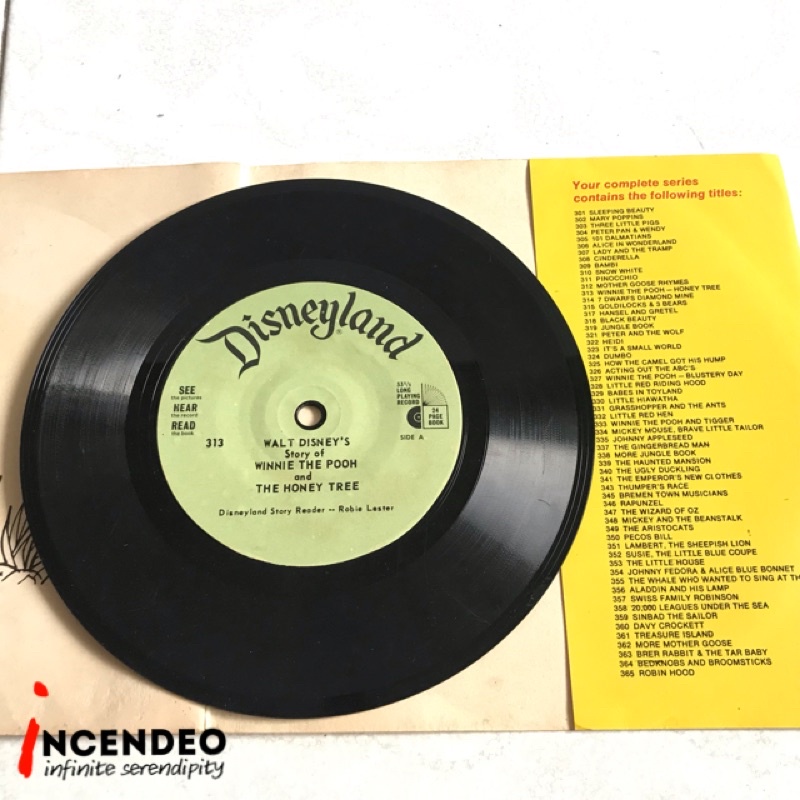 Disneyland
SEE
the pictures
HEAR
the record
READ
the book
33⅓
LONG
PLAYING
RECORD
24
PAGE
BOOK
313
SIDE A
WALT DISNEY'S
Story of
WINNIE THE POOH
and
THE HONEY TREE
Disneyland Story Reader -- Robie Lester
Your complete series
contains the following titles:
301 SLEEPING BEAUTY
302 MARY POPPINS
303 THREE LITTLE PIGS
304 PETER PAN & WENDY
305 101 DALMATIANS
306 ALICE IN WONDERLAND
307 LADY AND THE TRAMP
308 CINDERELLA
309 BAMBI
310 SNOW WHITE
311 PINOCCHIO
312 MOTHER GOOSE RHYMES
313 WINNIE THE POOH – HONEY TREE
314 7 DWARFS DIAMOND MINE
315 GOLDILOCKS & 3 BEARS
317 HANSEL AND GRETEL
318 BLACK BEAUTY
319 JUNGLE BOOK
321 PETER AND THE WOLF
322 HEIDI
323 IT'S A SMALL WORLD
324 DUMBO
325 HOW THE CAMEL GOT HIS HUMP
326 ACTING OUT THE ABC'S
327 WINNIE THE POOH – BLUSTERY DAY
328 LITTLE RED RIDING HOOD
329 BABES IN TOYLAND
330 LITTLE HIAWATHA
331 GRASSHOPPER AND THE ANTS
332 LITTLE RED HEN
333 WINNIE THE POOH AND TIGGER
334 MICKEY MOUSE, BRAVE LITTLE TAILOR
335 JOHNNY APPLESEED
337 THE GINGERBREAD MAN
338 MORE JUNGLE BOOK
339 THE HAUNTED MANSION
340 THE UGLY DUCKLING
341 THE EMPEROR'S NEW CLOTHES
343 THUMPER'S RACE
345 BREMEN TOWN MUSICIANS
346 RAPUNZEL
347 THE WIZARD OF OZ
348 MICKEY AND THE BEANSTALK
349 THE ARISTOCATS
350 PECOS BILL
351 LAMBERT, THE SHEEPISH LION
352 SUSIE, THE LITTLE BLUE COUPE
353 THE LITTLE HOUSE
354 JOHNNY FEDORA & ALICE BLUE BONNET
355 THE WHALE WHO WANTED TO SING AT TH
356 ALADDIN AND HIS LAMP
357 SWISS FAMILY ROBINSON
358 20,000 LEAGUES UNDER THE SEA
359 SINBAD THE SAILOR
360 DAVY CROCKETT
361 TREASURE ISLAND
362 MORE MOTHER GOOSE
363 BRER RABBIT & THE TAR BABY
364 BEDKNOBS AND BROOMSTICKS
365 ROBIN HOOD
iNCENDEO
infinite serendipity